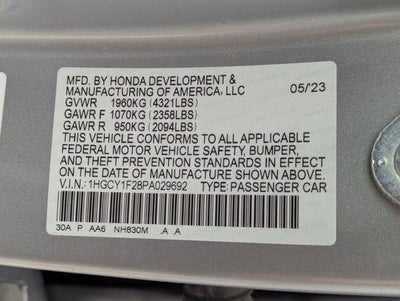 MFD. BY HONDA DEVELOPMENT &
MANUFACTURING OF AMERICA, LLC 05/23
GVWR 1960KG (4321LBS)
GAWR F 1070KG (2358LBS)
GAWR R 950KG (2094LBS)
THIS VEHICLE CONFORMS TO ALL APPLICABLE
FEDERAL MOTOR VEHICLE SAFETY, BUMPER,
AND THEFT PREVENTION STANDARDS IN EFFECT
ON THE DATE OF MANUFACTURE SHOWN ABOVE.
V.I.N.: 1HGCY1F28PA029692 TYPE: PASSENGER CAR
30A P AA6 NH830M .A .A